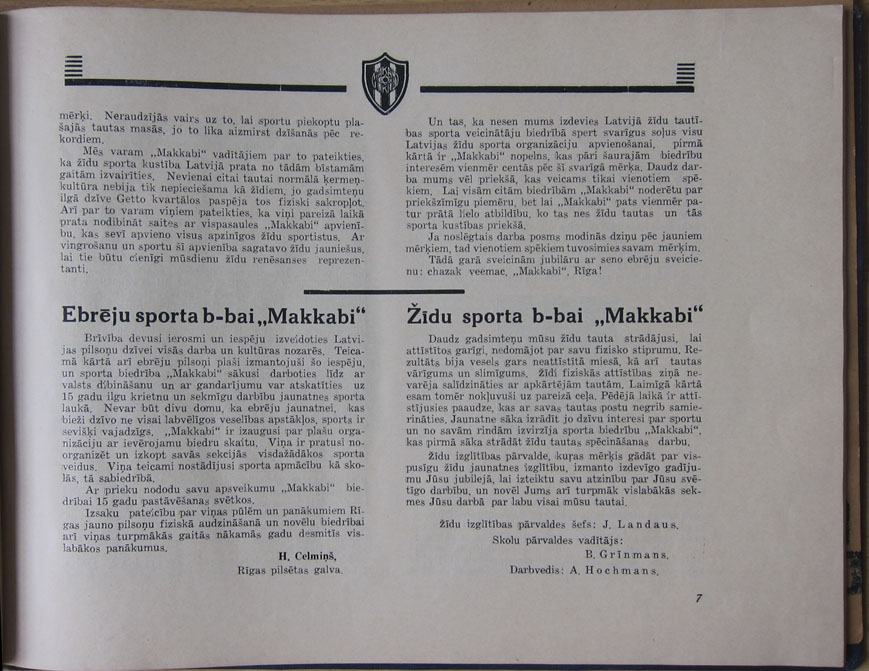 mērķi. Neraudzījās vairs uz to, lai sportu piekoptu pla-
šajās tautas masās, jo to lika aizmirst dzīšanās pēc re-
kordiem.
Mēs varam „Makkabi" vadītājiem par to pateikties,
ka žīdu sporta kustība Latvijā prata no tādām bīstamām
gaitām izvairīties. Nevienai citai tautai normālā ķermeņ-
kultūra nebija tik nepieciešama kā žīdiem, jo gadsimteņu
ilgā dzīve Getto kvartālos paspēja tos fiziski sakropļot.
Arī par to varam viņiem pateikties, ka viņi pareizā laikā
prata nodibināt saites ar vispasaules „Makkabi" apvienī-
bu, kas sevī apvieno visus apzinīgos žīdu sportistus. Ar
vingrošanu un sportu šī apvienība sagatavo žīdu jauniešus,
lai tie būtu cienīgi mūsdienu žīdu renēsanses reprezen-
tanti.
Un tas, ka nesen mums izdevies Latvijā žīdu tautī-
bas sporta veicinātāju biedrībā spert svarīgus soļus visu
Latvijas žīdu sporta organizāciju apvienošanai, pirmā
kārtā ir „Makkabi" nopelns, kas pāri šaurajām biedrību
interesēm vienmēr centās pēc šī svarīgā mērķa. Daudz dar-
ba mums vēl priekšā, kas veicams tikai vienotiem spē-
kiem. Lai visām citām biedrībām „Makkabi" noderētu par
priekšzīmīgu piemēru, bet lai „Makkabi" pats vienmēr pa-
tur prātā lielo atbildību, ko tas nes žīdu tautas un tās
sporta kustības priekšā.
Ja noslēgtais darba posms modinās dziņu pēc jauniem
mērķiem, tad vienotiem spēkiem tuvosimies savam mērķim.
Tādā garā sveicinām jubilāru ar seno ebrēju sveicie-
nu: chazak veemac, „Makkabi", Rīga!
Ebrēju sporta b-bai „Makkabi"
Brīvība devusi ierosmi un iespēju izveidoties Latvi-
jas pilsoņu dzīvei visās darba un kultūras nozarēs. Teica-
mā kārtā arī ebrēju pilsoņi plaši izmantojuši šo iespēju,
un sporta biedrība „Makkabi" sākusi darboties līdz ar
valsts dibināšanu un ar gandarījumu var atskatīties uz
15 gadu ilgu krietnu un sekmīgu darbību jaunatnes sporta
laukā. Nevar būt divu domu, ka ebrēju jaunatnei, kas
bieži dzīvo ne visai labvēlīgos veselības apstākļos, sports ir
sevišķi vajadzīgs. „Makkabi" ir izaugusi par plašu orga-
nizāciju ar ievērojamu biedru skaitu. Viņa ir pratusi no-
organizēt un izkopt savās sekcijās visdažādākos sporta
veidus. Viņa teicami nostādījusi sporta apmācību kā sko-
lās, tā sabiedrībā.
Ar prieku nododu savu apsveikumu „Makkabi" bie-
drībai 15 gadu pastāvēšanas svētkos.
Izsaku pateicību par viņas pūlēm un panākumiem Rī-
gas jauno pilsoņu fiziskā audzināšanā un novēlu biedrībai
arī viņas turpmākās gaitās nākamās gadu desmitīs vis-
labākos panākumus.
H. Celmiņš,
Rīgas pilsētas galva.
Žīdu sporta b-bai „Makkabi"
Daudz gadsimteņu mūsu žīdu tauta strādājusi, lai
attīstītos garīgi, nedomājot par savu fizisko stiprumu. Re-
zultāts bija vesels gars neattīstītā miesā, kā arī tautas
vārīgums un slimīgums. Žīdi fiziskās attīstības ziņā ne-
varēja salīdzināties ar apkārtējām tautām. Laimīgā kārtā
esam tomēr nokļuvuši uz pareizā ceļa. Pēdējā laikā ir attī-
stījusies paaudze, kas ar savas tautas postu negrib samie-
rināties. Jaunatne sāka izrādīt jo dzīvu interesi par sportu
un no savām rindām izvirzīja sporta biedrību „Makkabi",
kas pirmā sāka strādāt žīdu tautas spēcināšanas darbu.
Žīdu izglītības pārvalde, kuŗas mērķis gādāt par vis-
pusīgu žīdu jaunatnes izglītību, izmanto izdevīgo gadīju-
mu Jūsu jubilejā, lai izteiktu savu atzinību par Jūsu svē-
tīgo darbību, un novēl Jums arī turpmāk vislabākās sek-
mes Jūsu darbā par labu visai mūsu tautai.
Žīdu izglītības pārvaldes šefs: J. Landaus.
Skolu pārvaldes vadītājs:
B. Grīnmans.
Darbvedis: A. Hochmans.
7